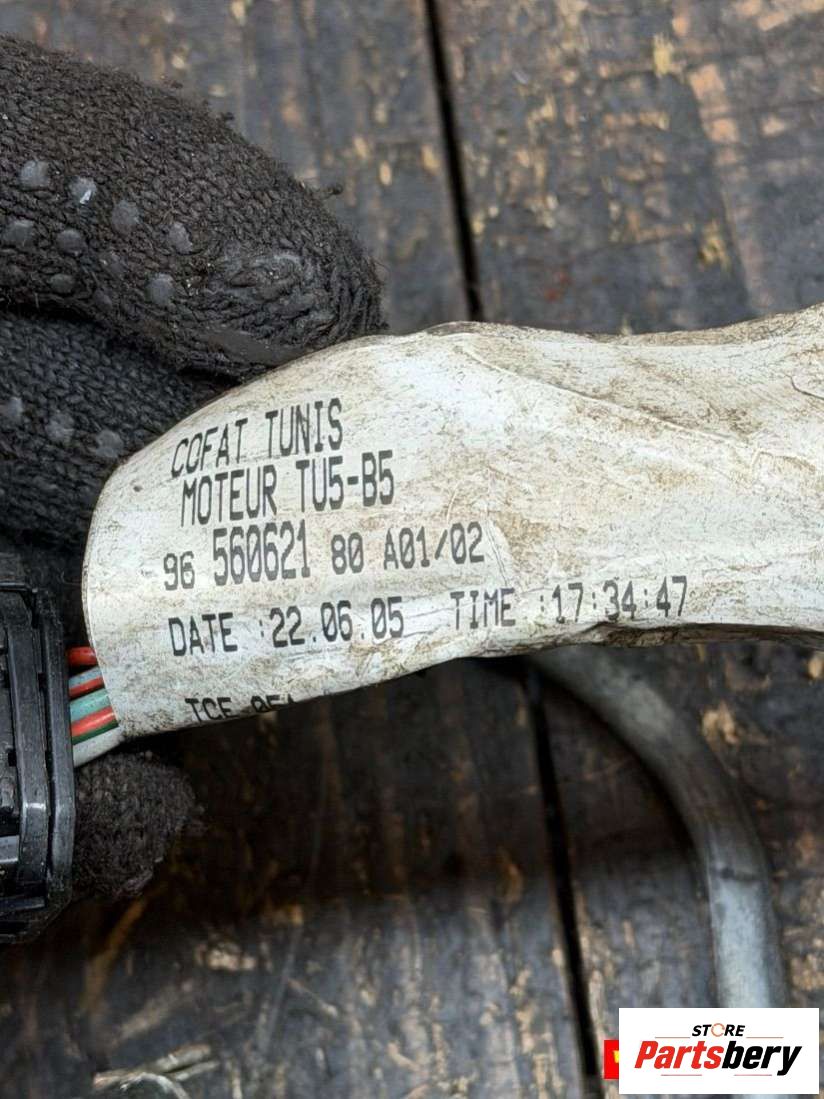 COFAT TUNIS
MOTEUR TU5-B5
96 560621 80 A01/02
DATE :22.06.05 TIME :17:34:47
TCE
STORE
Partsbery